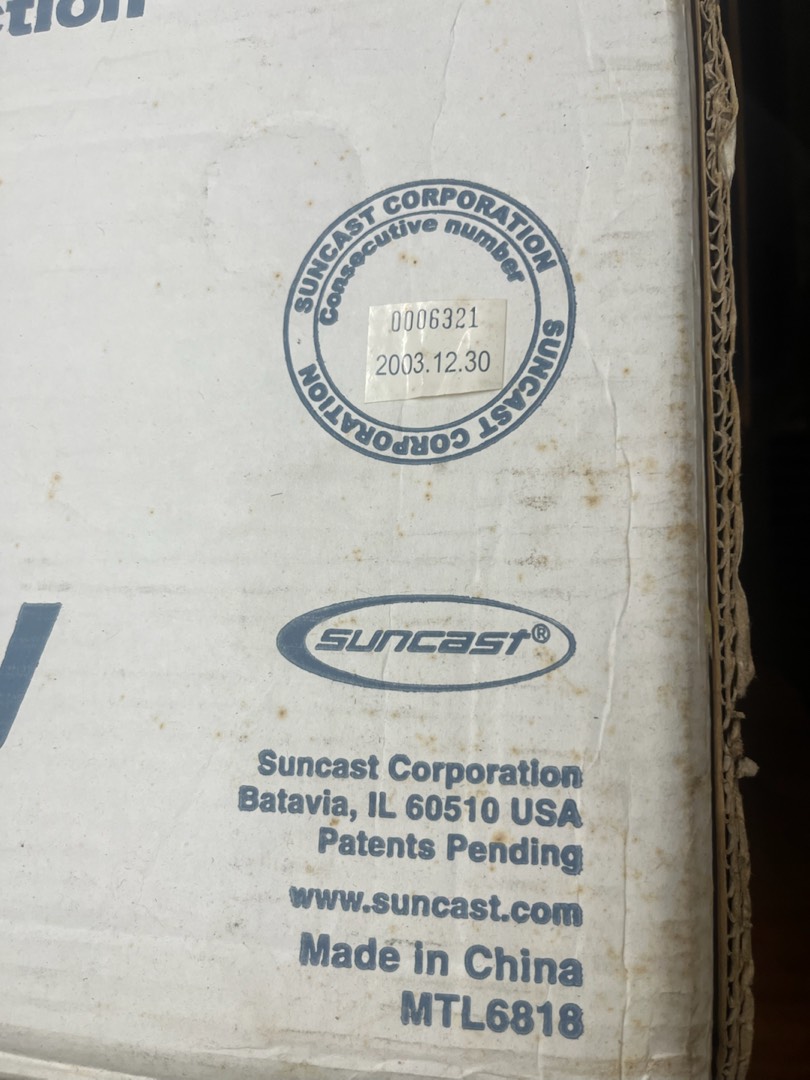 ction
SUNCAST CORPORATION
Consecutive number
0006321
2003.12.30
SUNCAST CORPORATION
suncast®
Suncast Corporation
Batavia, IL 60510 USA
Patents Pending
www.suncast.com
Made in China
MTL6818